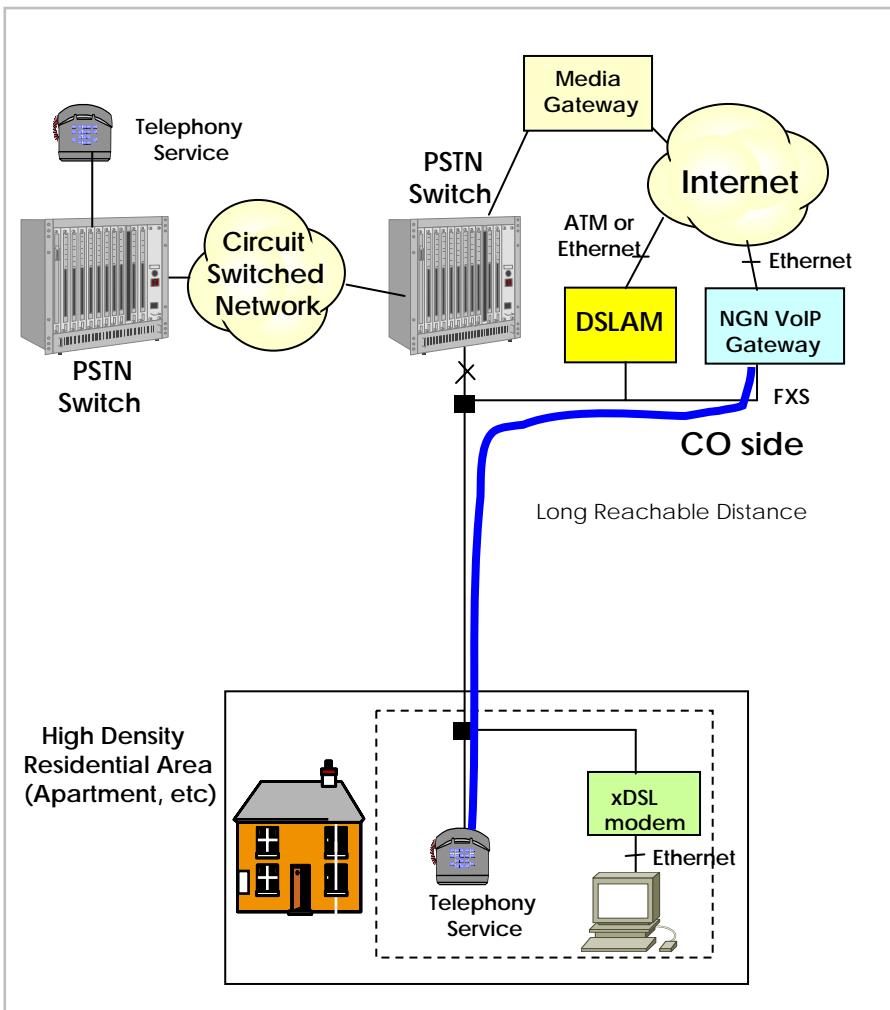 Media
Gateway
Telephony
Service
PSTN
Switch
Internet
Circuit
Switched
Network
ATM or
Ethernet
Ethernet
DSLAM
NGN VoIP
Gateway
PSTN
Switch
FXS
CO side
Long Reachable Distance
High Density
Residential Area
(Apartment, etc)
xDSL
modem
Ethernet
Telephony
Service